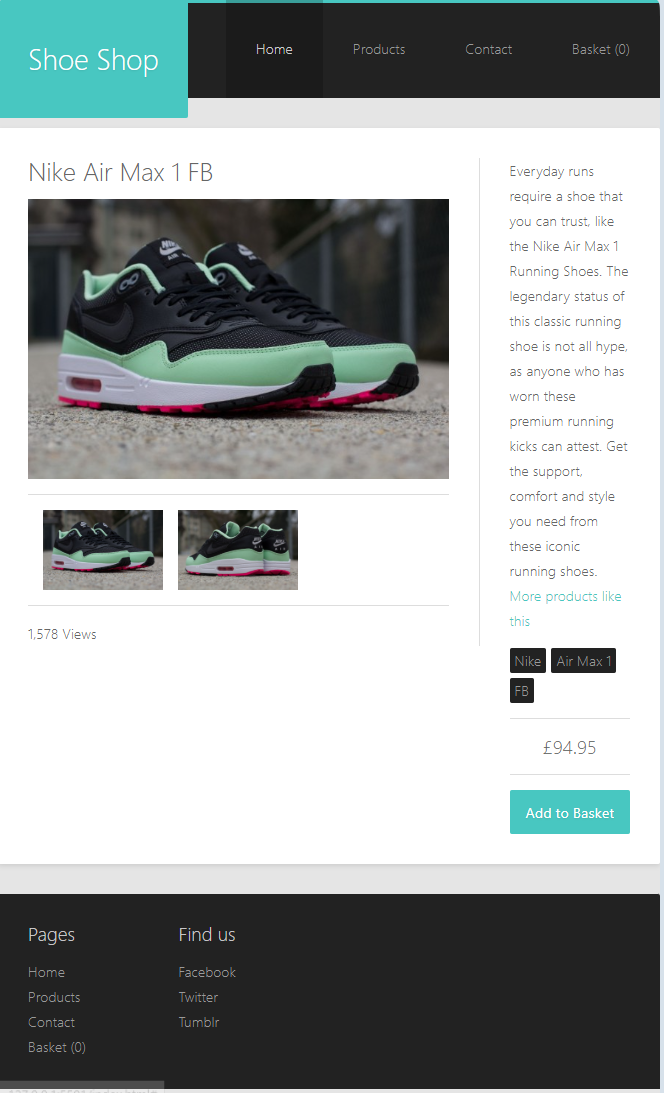 Shoe Shop
Home
Products
Contact
Basket (0)
Nike Air Max 1 FB
1,578 Views
Everyday runs
require a shoe that
you can trust, like
the Nike Air Max 1
Running Shoes. The
legendary status of
this classic running
shoe is not all hype,
as anyone who has
worn these
premium running
kicks can attest. Get
the support,
comfort and style
you need from
these iconic
running shoes.
More products like
this
Nike
Air Max 1
FB
£94.95
Add to Basket
Pages
Home
Products
Contact
Basket (0)
Find us
Facebook
Twitter
Tumblr